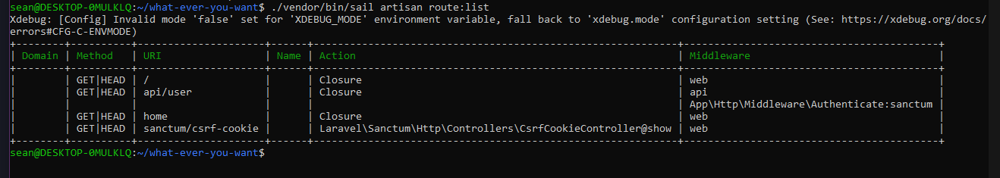 sean@DESKTOP-0MULKLQ:~/what-ever-you-want$ ./vendor/bin/sail artisan route:list
Xdebug: [Config] Invalid mode 'false' set for 'XDEBUG_MODE' environment variable, fall back to 'xdebug.mode' configuration setting (See: https://xdebug.org/docs/
errors#CFG-C-ENVMODE)
+--------+----------+---------------------+------+------------------------------------------------------------+------------------------------------------+
| Domain | Method   | URI                 | Name | Action                                                     | Middleware                               |
+--------+----------+---------------------+------+------------------------------------------------------------+------------------------------------------+
|        | GET|HEAD | /                   |      | Closure                                                    | web                                      |
|        | GET|HEAD | api/user            |      | Closure                                                    | api                                      |
|        |          |                     |      |                                                            | App\Http\Middleware\Authenticate:sanctum |
|        | GET|HEAD | home                |      | Closure                                                    | web                                      |
|        | GET|HEAD | sanctum/csrf-cookie |      | Laravel\Sanctum\Http\Controllers\CsrfCookieController@show | web                                      |
+--------+----------+---------------------+------+------------------------------------------------------------+------------------------------------------+
sean@DESKTOP-0MULKLQ:~/what-ever-you-want$